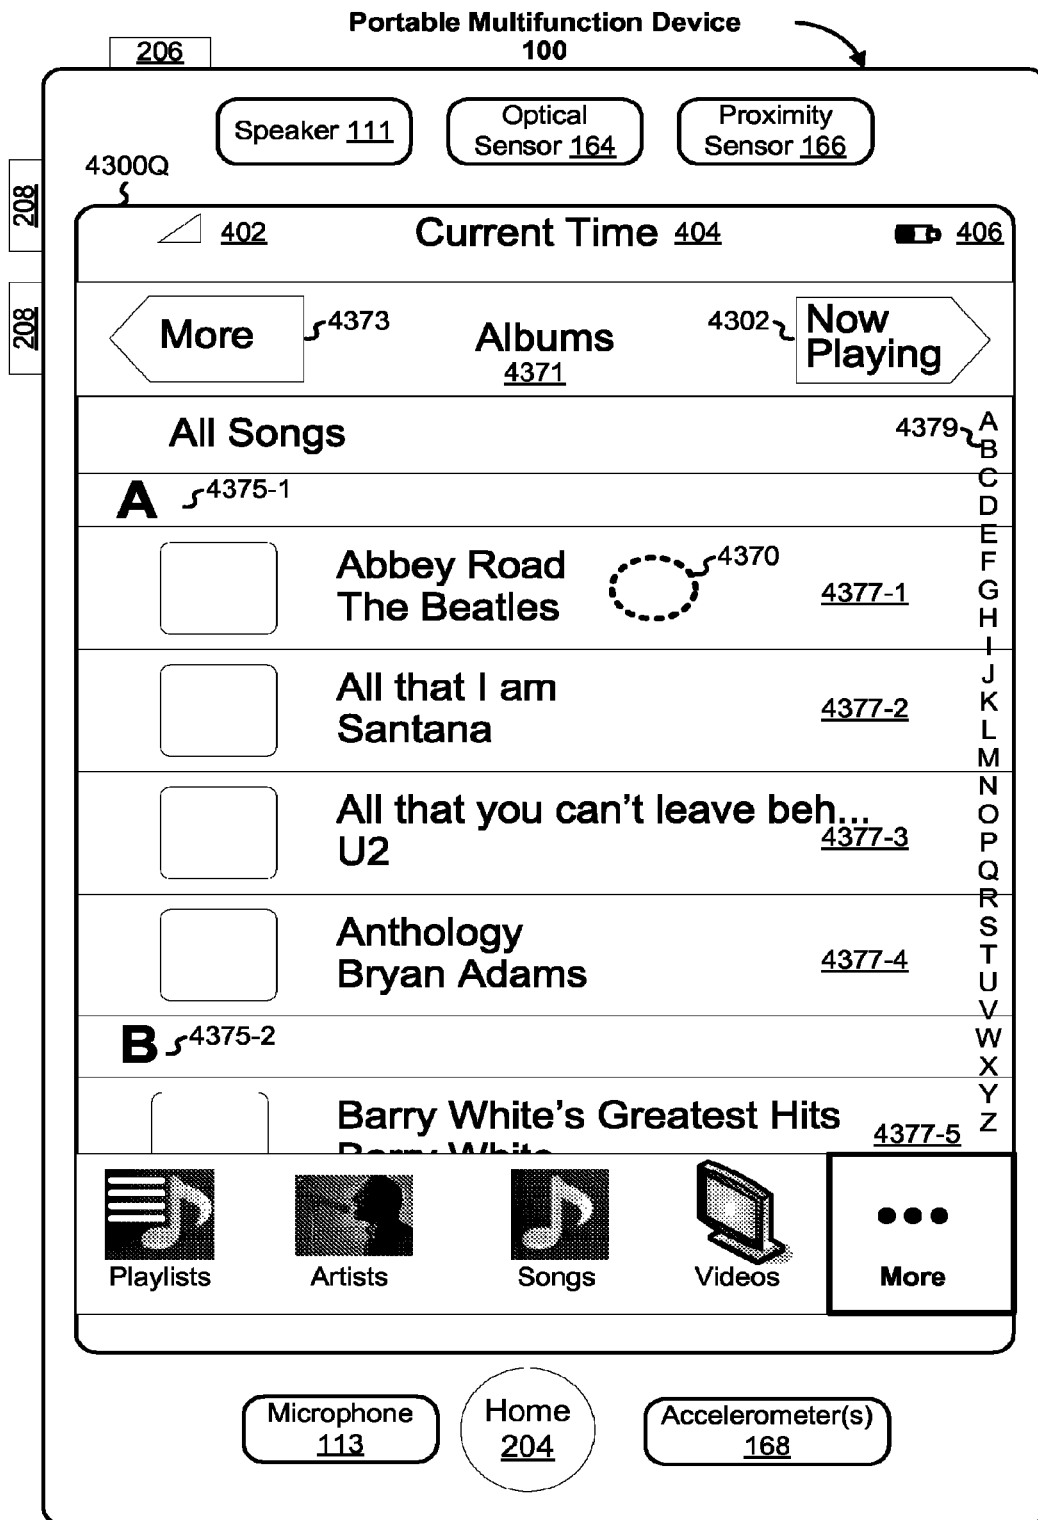 Portable Multifunction Device
100
206
Speaker 111
Optical
Sensor 164
Proximity
Sensor 166
4300Q
208
208
402
Current Time 404
406
More
4373
Albums
4371
4302
Now
Playing
All Songs
4379
A
B
C
D
E
F
G
H
I
J
K
L
M
N
O
P
Q
R
S
T
U
V
W
X
Y
Z
A
4375-1
Abbey Road
The Beatles
4370
4377-1
All that I am
Santana
4377-2
All that you can't leave beh...
U2
4377-3
Anthology
Bryan Adams
4377-4
B
4375-2
Barry White's Greatest Hits
Barry White
4377-5
Playlists
Artists
Songs
Videos
More
Microphone
113
Home
204
Accelerometer(s)
168